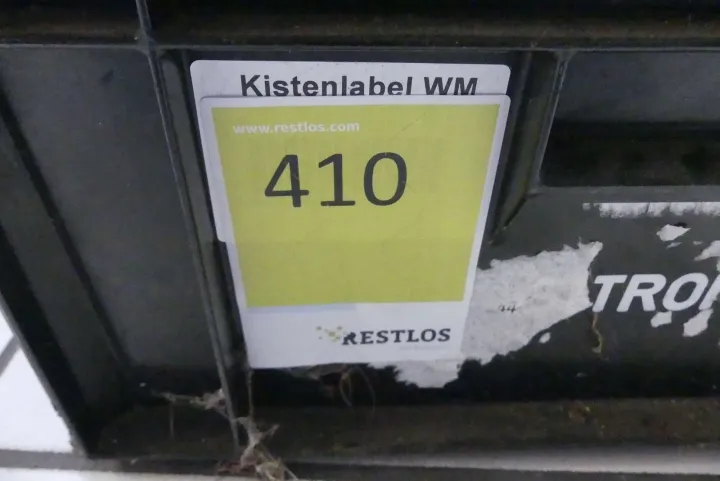 Kistenlabel WM
www.restlos.com
410
RESTLOS
TRO